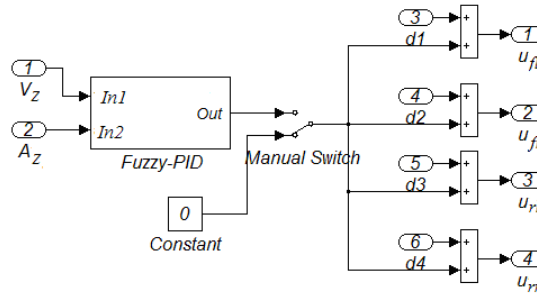 1
V_Z
2
A_Z
In1
In2
Out
Fuzzy-PID
0
Constant
Manual Switch
3
d1
+
+
1
4
d2
+
+
2
5
d3
+
+
3
6
d4
+
+
4